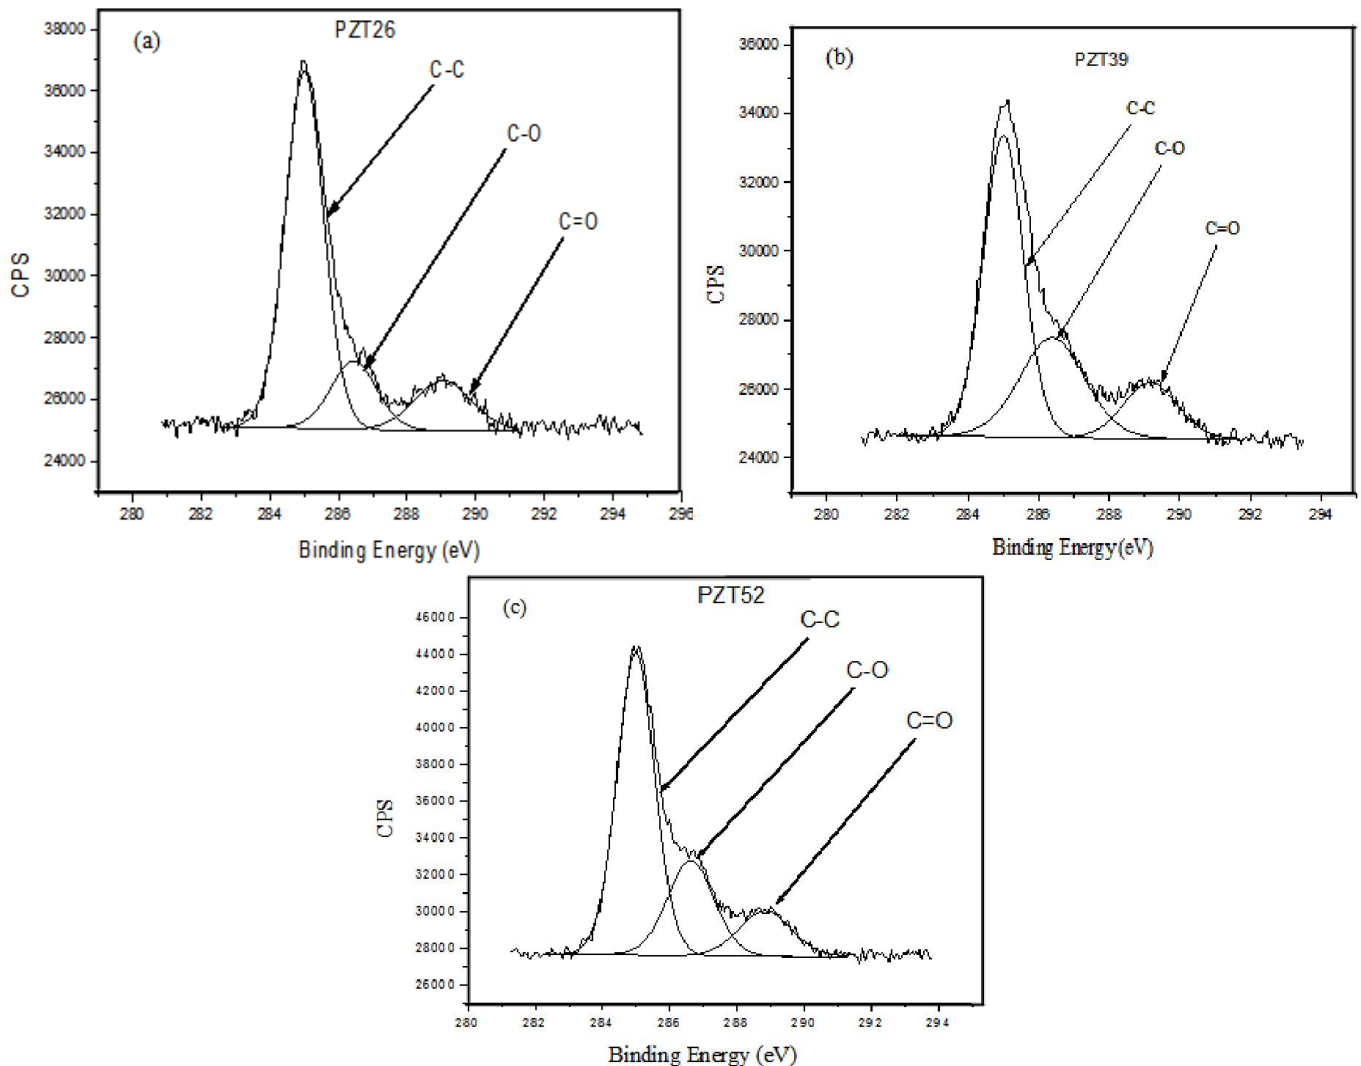 (a)
PZT26
C-C
C-O
C=O
38000
36000
34000
32000
30000
28000
26000
24000
CPS
280 282 284 286 288 290 292 294 296
Binding Energy (eV)
(b)
PZT39
C-C
C-O
C=O
36000
34000
32000
30000
28000
26000
24000
CPS
280 282 284 286 288 290 292 294
Binding Energy (eV)
(c)
PZT52
C-C
C-O
C=O
46000
44000
42000
40000
38000
36000
34000
32000
30000
28000
26000
CPS
280 282 284 286 288 290 292 294
Binding Energy (eV)